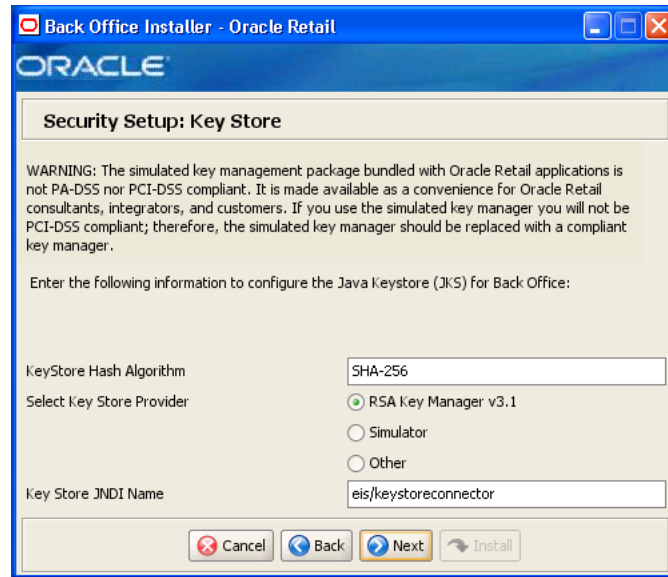 Back Office Installer - Oracle Retail
ORACLE
Security Setup: Key Store
WARNING: The simulated key management package bundled with Oracle Retail applications is
not PA-DSS nor PCI-DSS compliant. It is made available as a convenience for Oracle Retail
consultants, integrators, and customers. If you use the simulated key manager you will not be
PCI-DSS compliant; therefore, the simulated key manager should be replaced with a compliant
key manager.
Enter the following information to configure the Java Keystore (JKS) for Back Office:
KeyStore Hash Algorithm SHA-256
Select Key Store Provider RSA Key Manager v3.1
Simulator
Other
Key Store JNDI Name eis/keystoreconnector
Cancel Back Next Install